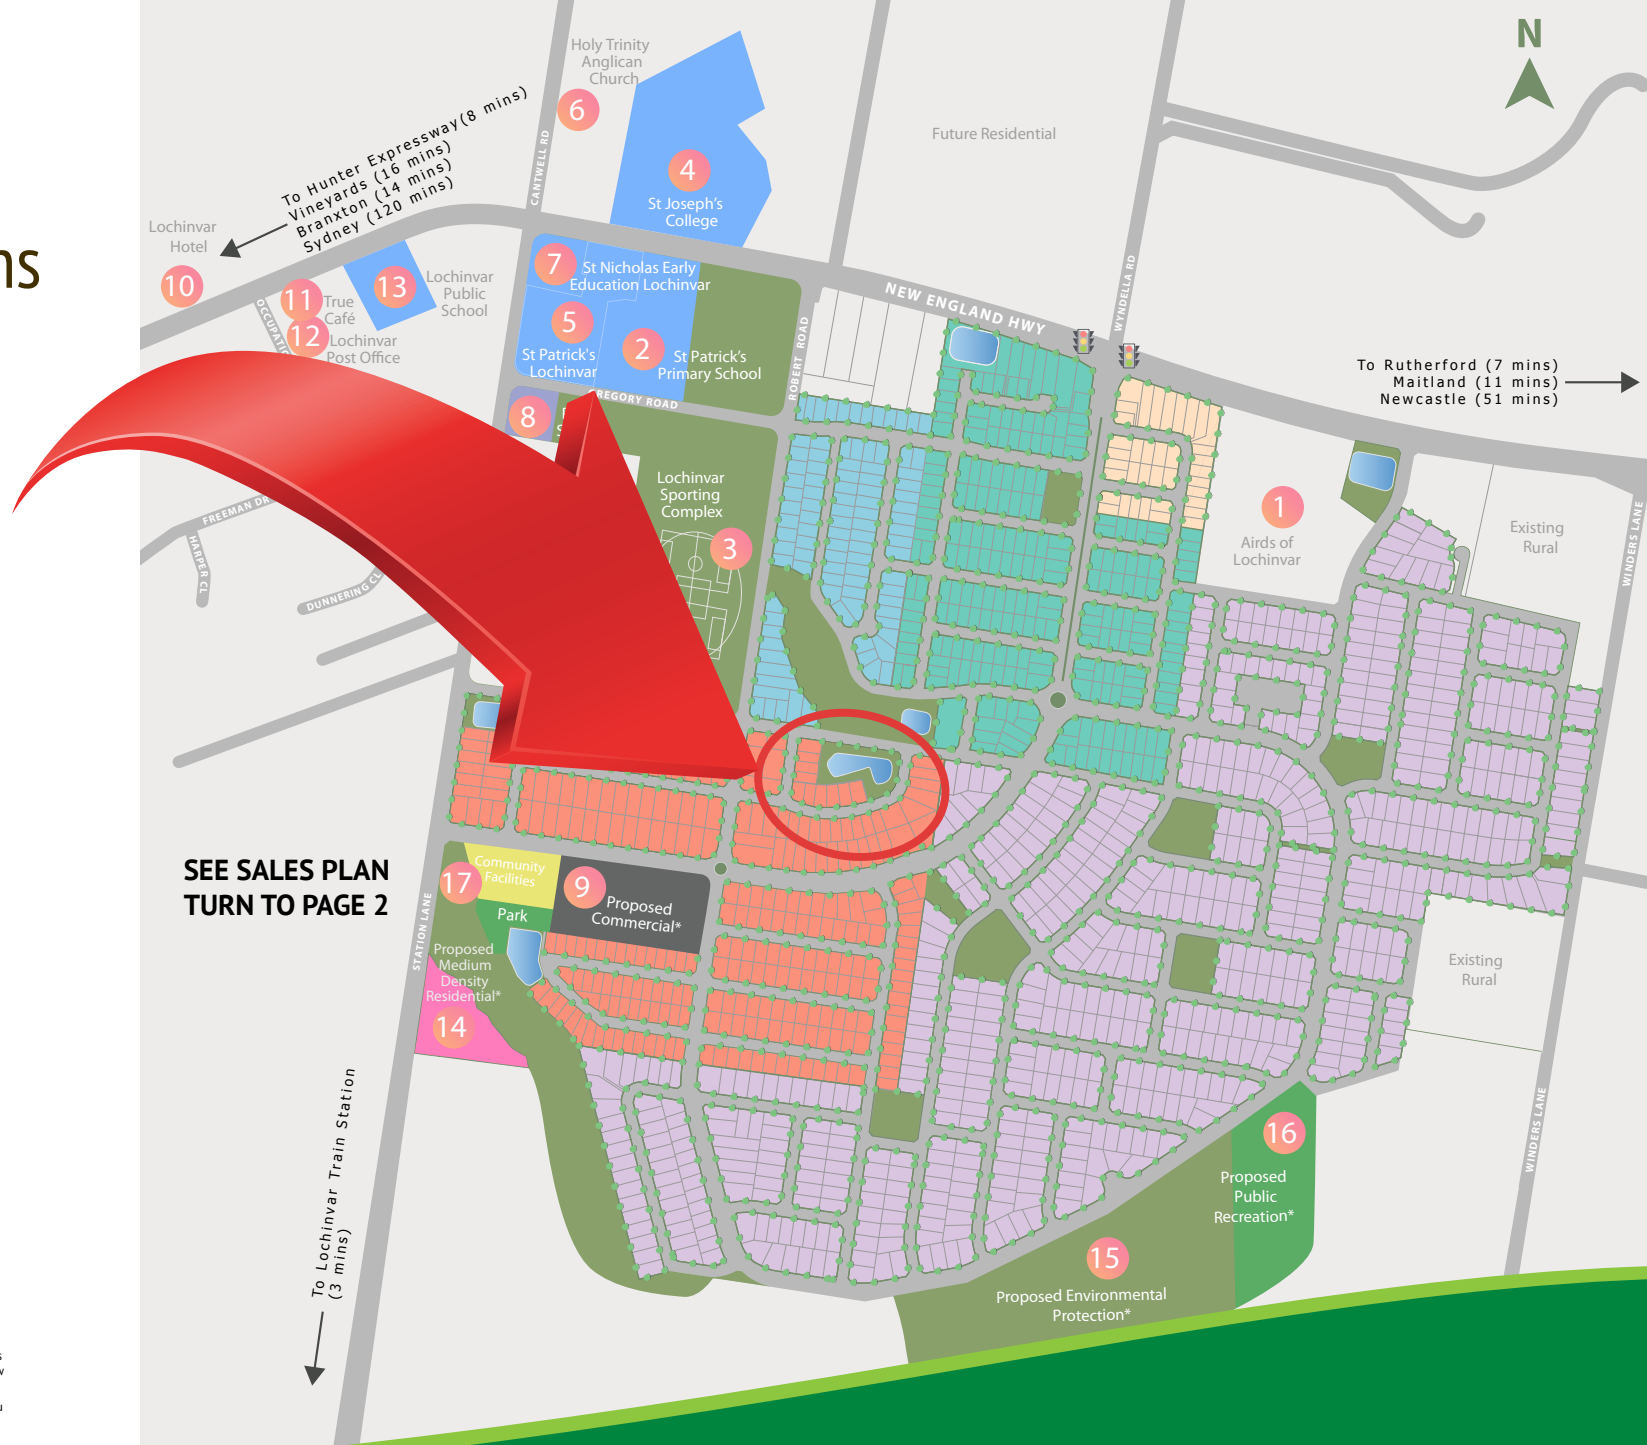 N
Holy Trinity
Anglican
Church
6
To Hunter Expressway(8 mins)
Vineyards (16 mins)
Branxton (14 mins)
Sydney (120 mins)
CANTWELL RD
Future Residential
4
St Joseph's
College
Lochinvar
Hotel
10
7
St Nicholas Early
Education Lochinvar
11
True
Café
12
Lochinvar
Post Office
13
Lochinvar
Public
School
5
St Patrick's
Lochinvar
2
St Patrick's
Primary School
8
ROBERT ROAD
NEW ENGLAND HWY
WYNDELLA RD
To Rutherford (7 mins)
Maitland (11 mins)
Newcastle (51 mins)
Lochinvar
Sporting
Complex
3
1
Airds of
Lochinvar
Existing
Rural
WINDERS LANE
HARPER CL
DUNNERING CL
SEE SALES PLAN
TURN TO PAGE 2
17
Community
Facilities
9
Proposed
Commercial*
Park
STATION LANE
Proposed
Medium
Density
Residential*
14
Existing
Rural
WINDERS LANE
To Lochinvar Train Station
(3 mins)
16
Proposed
Public
Recreation*
15
Proposed Environmental
Protection*